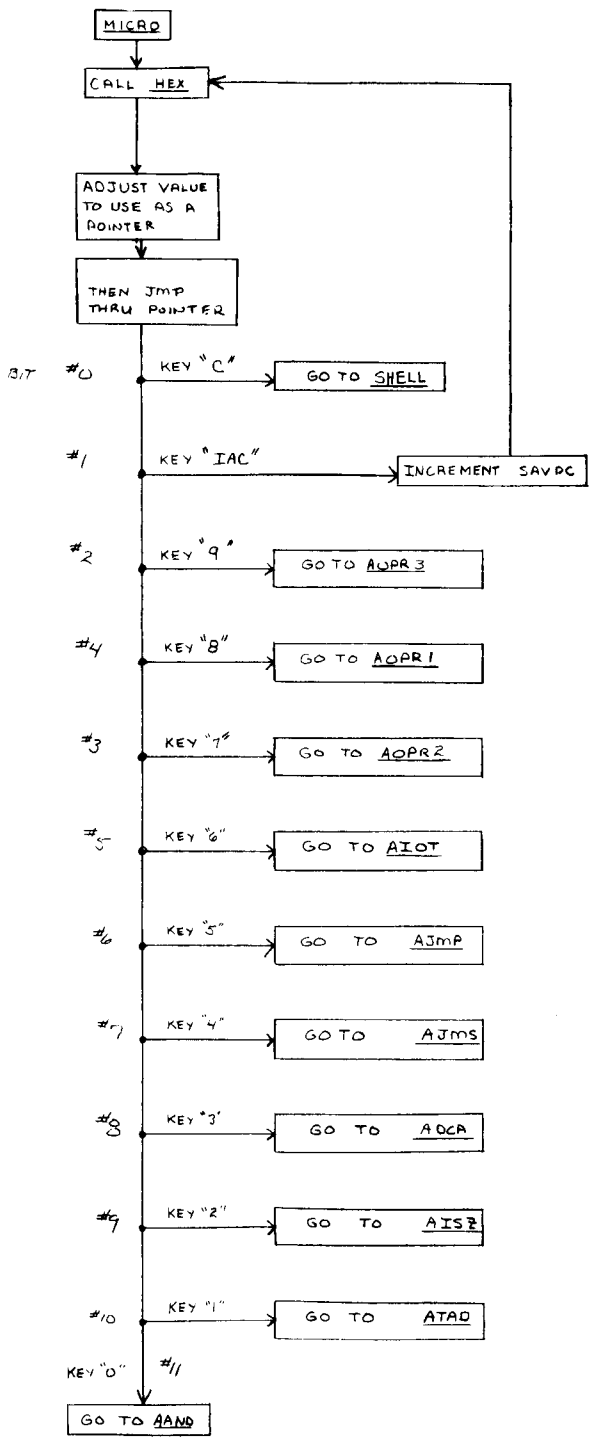 MICRO
CALL HEX
ADJUST VALUE
TO USE AS A
POINTER
THEN JMP
THRU POINTER
BIT #0 KEY "C" GO TO SHELL
#1 KEY "IAC" INCREMENT SAVPC
#2 KEY "9" GO TO AOPR3
#4 KEY "8" GO TO AOPR1
#3 KEY "7" GO TO AOPR2
#5 KEY "6" GO TO AIOT
#6 KEY "5" GO TO AJMP
#7 KEY "4" GO TO AJMS
#8 KEY "3" GO TO ADCA
#9 KEY "2" GO TO AISZ
#10 KEY "1" GO TO ATAD
KEY "0" #11
GO TO AAND